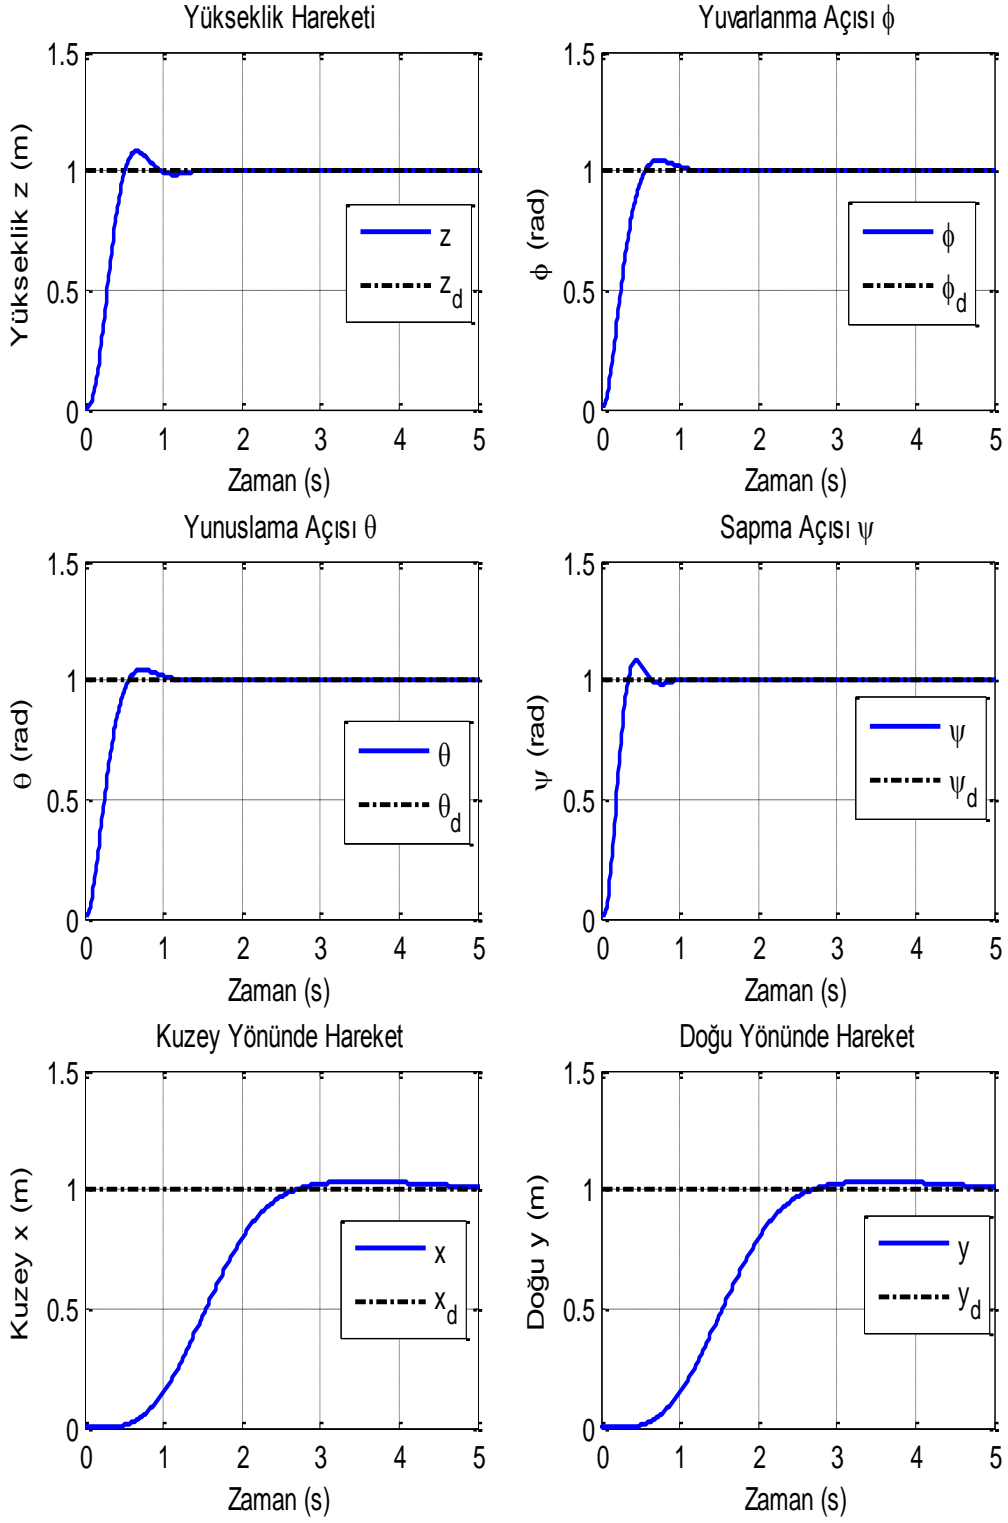 Yükseklik Hareketi
1.5
1
0.5
0
Yükseklik z (m)
z
z_d
0 1 2 3 4 5
Zaman (s)
Yuvarlanma Açısı ϕ
1.5
1
0.5
0
ϕ (rad)
ϕ
ϕ_d
0 1 2 3 4 5
Zaman (s)
Yunuslama Açısı θ
1.5
1
0.5
0
θ (rad)
θ
θ_d
0 1 2 3 4 5
Zaman (s)
Sapma Açısı ψ
1.5
1
0.5
0
ψ (rad)
ψ
ψ_d
0 1 2 3 4 5
Zaman (s)
Kuzey Yönünde Hareket
1.5
1
0.5
0
Kuzey x (m)
x
x_d
0 1 2 3 4 5
Zaman (s)
Doğu Yönünde Hareket
1.5
1
0.5
0
Doğu y (m)
y
y_d
0 1 2 3 4 5
Zaman (s)